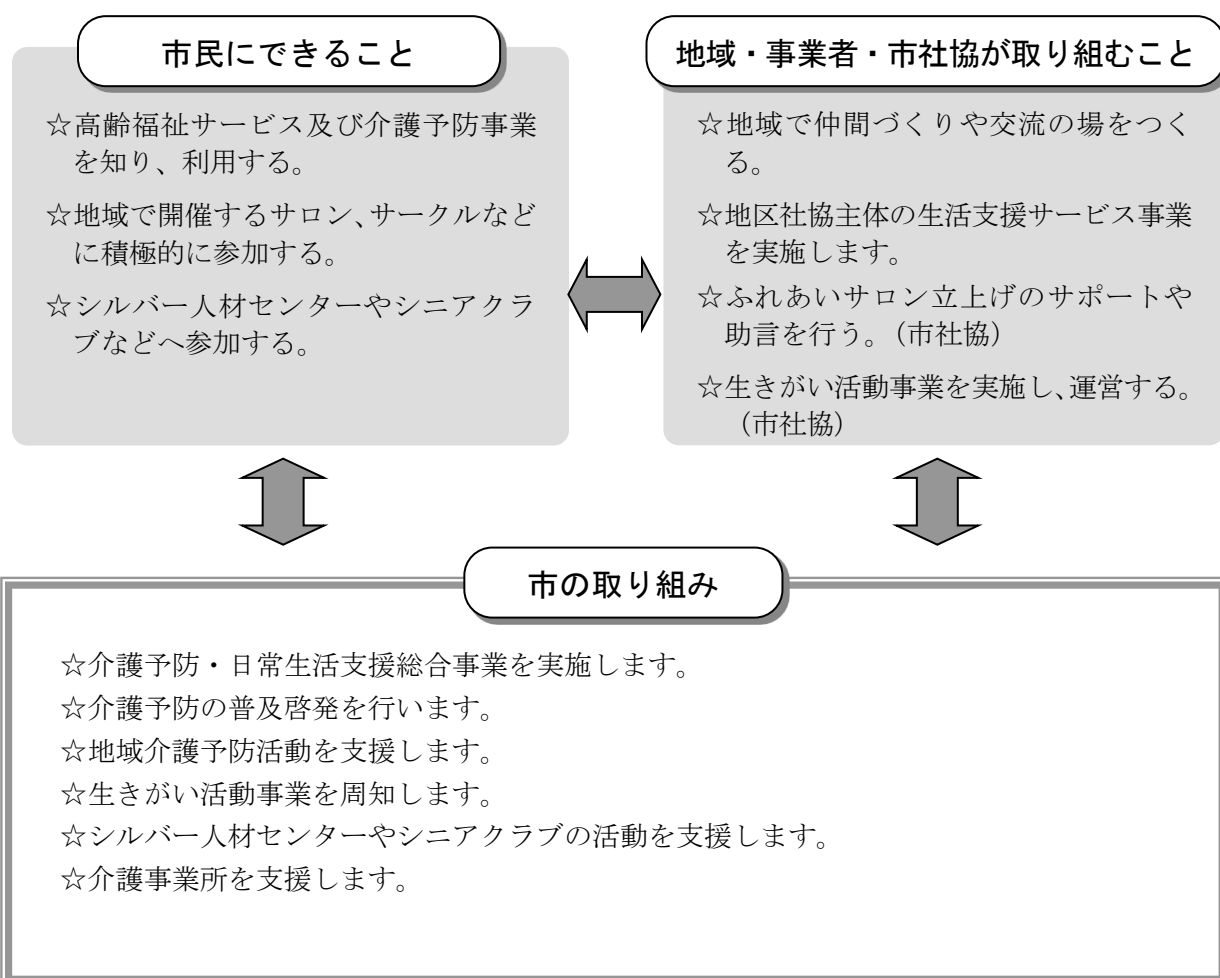 市民にできること
☆高齢福祉サービス及び介護予防事業
を知り、利用する。
☆地域で開催するサロン、サークルなど
に積極的に参加する。
☆シルバー人材センターやシニアクラ
ブなどへ参加する。
地域・事業者・市社協が取り組むこと
☆地域で仲間づくりや交流の場をつく
る。
☆地区社協主体の生活支援サービス事業
を実施します。
☆ふれあいサロン立上げのサポートや
助言を行う。（市社協）
☆生きがい活動事業を実施し、運営する。
（市社協）
市の取り組み
☆介護予防・日常生活支援総合事業を実施します。
☆介護予防の普及啓発を行います。
☆地域介護予防活動を支援します。
☆生きがい活動事業を周知します。
☆シルバー人材センターやシニアクラブの活動を支援します。
☆介護事業所を支援します。